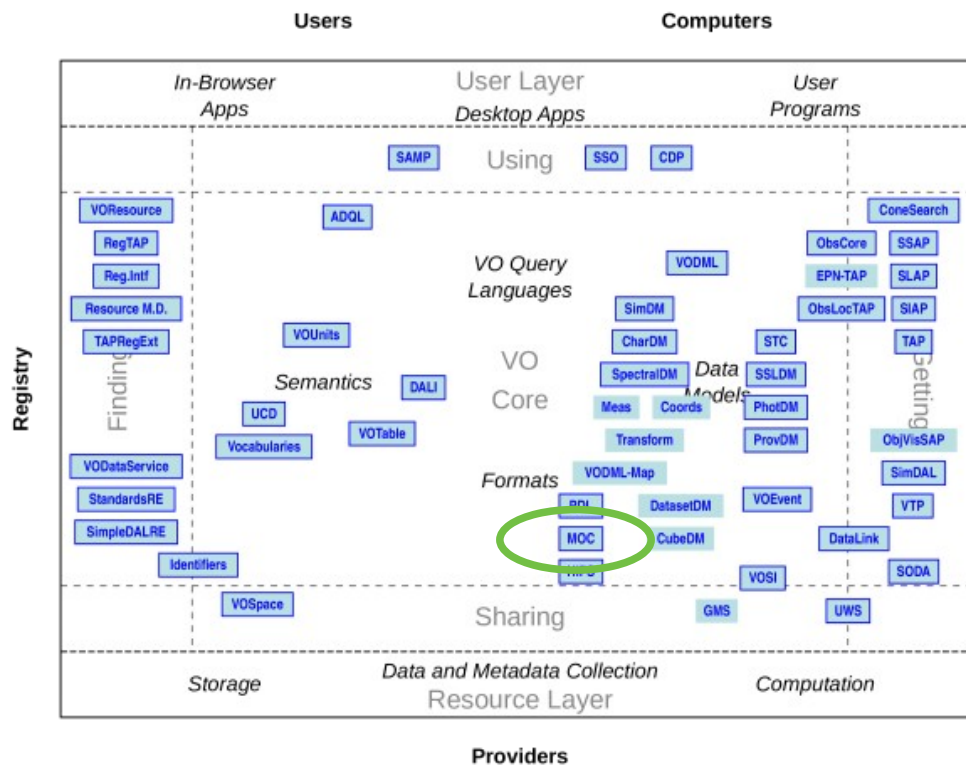 Users
Computers
In-Browser
Apps
User Layer
Desktop Apps
User
Programs
SAMP
Using
SSO
CDP
VOResource
ADQL
ConeSearch
RegTAP
ObsCore
SSAP
VO Query
Languages
VODML
Reg.Intf
EPN-TAP
SLAP
Resource M.D.
SimDM
ObsLocTAP
SIAP
VOUnits
TAPRegExt
CharDM
STC
TAP
Registry
Finding
Semantics
DALI
VO
Core
SpectralDM
Data
Models
SSLDM
Getting
UCD
Meas
Coords
PhotDM
Vocabularies
VOTable
Transform
ProvDM
ObjVisSAP
VODataService
Formats
VODML-Map
SimDAL
StandardsRE
PDL
DatasetDM
VOEvent
VTP
SimpleDALRE
MOC
CubeDM
DataLink
Identifiers
HiPS
VOSI
SODA
VOSpace
Sharing
GMS
UWS
Storage
Data and Metadata Collection
Computation
Resource Layer
Providers